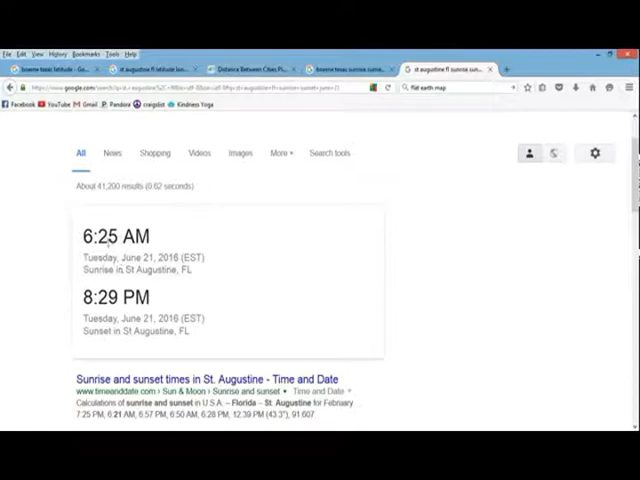 File Edit View History Bookmarks Tools Help
boerne texas latitude - Go...
st augustine fl latitude lon...
Distance Between Cities Pl...
boerne texas sunrise sunse...
st augustine fl sunrise sun...
flat earth map
Facebook YouTube Gmail Pandora craigslist Kindness Yoga
All News Shopping Videos Images More Search tools
About 41,200 results (0.62 seconds)
6:25 AM
Tuesday, June 21, 2016 (EST)
Sunrise in St Augustine, FL
8:29 PM
Tuesday, June 21, 2016 (EST)
Sunset in St Augustine, FL
Sunrise and sunset times in St. Augustine - Time and Date
www.timeanddate.com › Sun & Moon › Sunrise and sunset Time and Date
Calculations of sunrise and sunset in U.S.A. – Florida – St. Augustine for February
7:25 PM, 6:21 AM, 6:57 PM, 6:50 AM, 6:28 PM, 12:39 PM (43.3°), 91.607